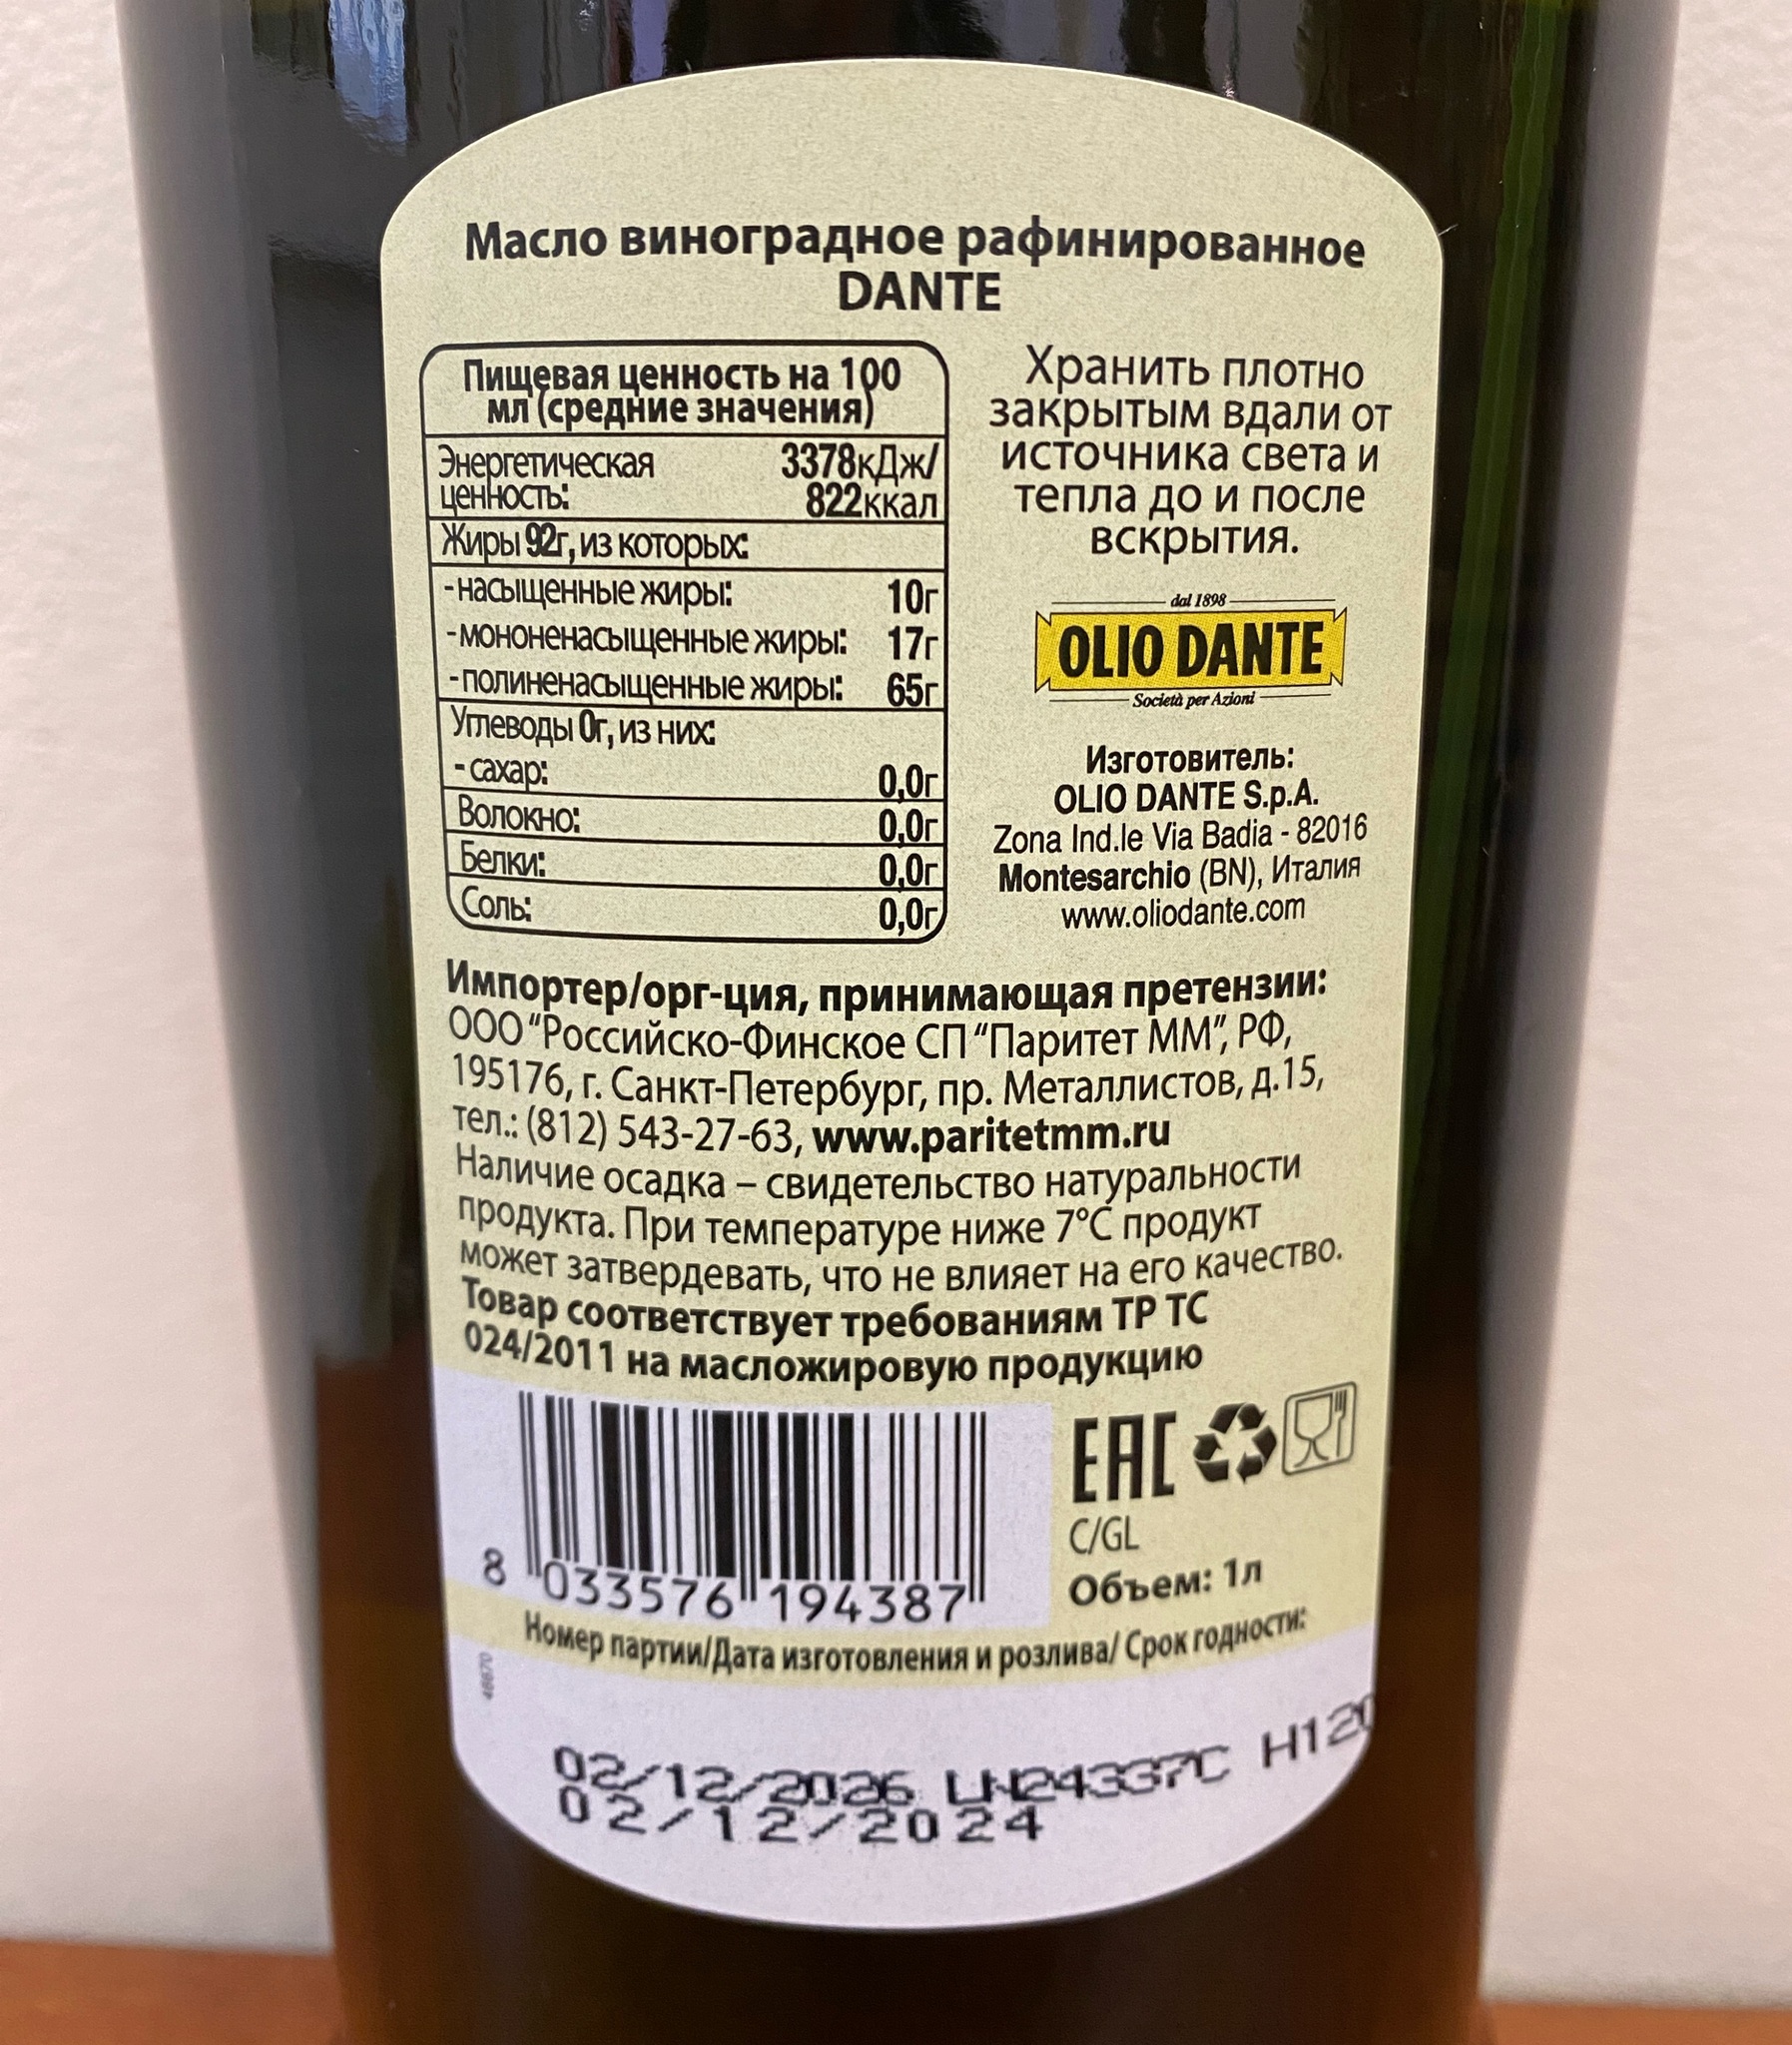 Масло виноградное рафинированное
DANTE
Пищевая ценность на 100
мл (средние значения)
Энергетическая 3378кДж/
ценность: 822ккал
Жиры 92г, из которых:
- насыщенные жиры: 10г
- мононенасыщенные жиры: 17г
- полиненасыщенные жиры: 65г
Углеводы 0г, из них:
- сахар: 0,0г
Волокно: 0,0г
Белки: 0,0г
Соль: 0,0г
Хранить плотно
закрытым вдали от
источника света и
тепла до и после
вскрытия.
dal 1898
OLIO DANTE
Società per Azioni
Изготовитель:
OLIO DANTE S.p.A.
Zona Ind.le Via Badia - 82016
Montesarchio (BN), Италия
www.oliodante.com
Импортер/орг-ция, принимающая претензии:
ООО "Российско-Финское СП "Паритет ММ", РФ,
195176, г. Санкт-Петербург, пр. Металлистов, д.15,
тел.: (812) 543-27-63, www.paritetmm.ru
Наличие осадка – свидетельство натуральности
продукта. При температуре ниже 7°C продукт
может затвердевать, что не влияет на его качество.
Товар соответствует требованиям ТР ТС
024/2011 на масложировую продукцию
EAC
C/GL
Объем: 1л
8 033576 194387
Номер партии/Дата изготовления и розлива/ Срок годности:
02/12/2026 LN24337C H120
02/12/2024